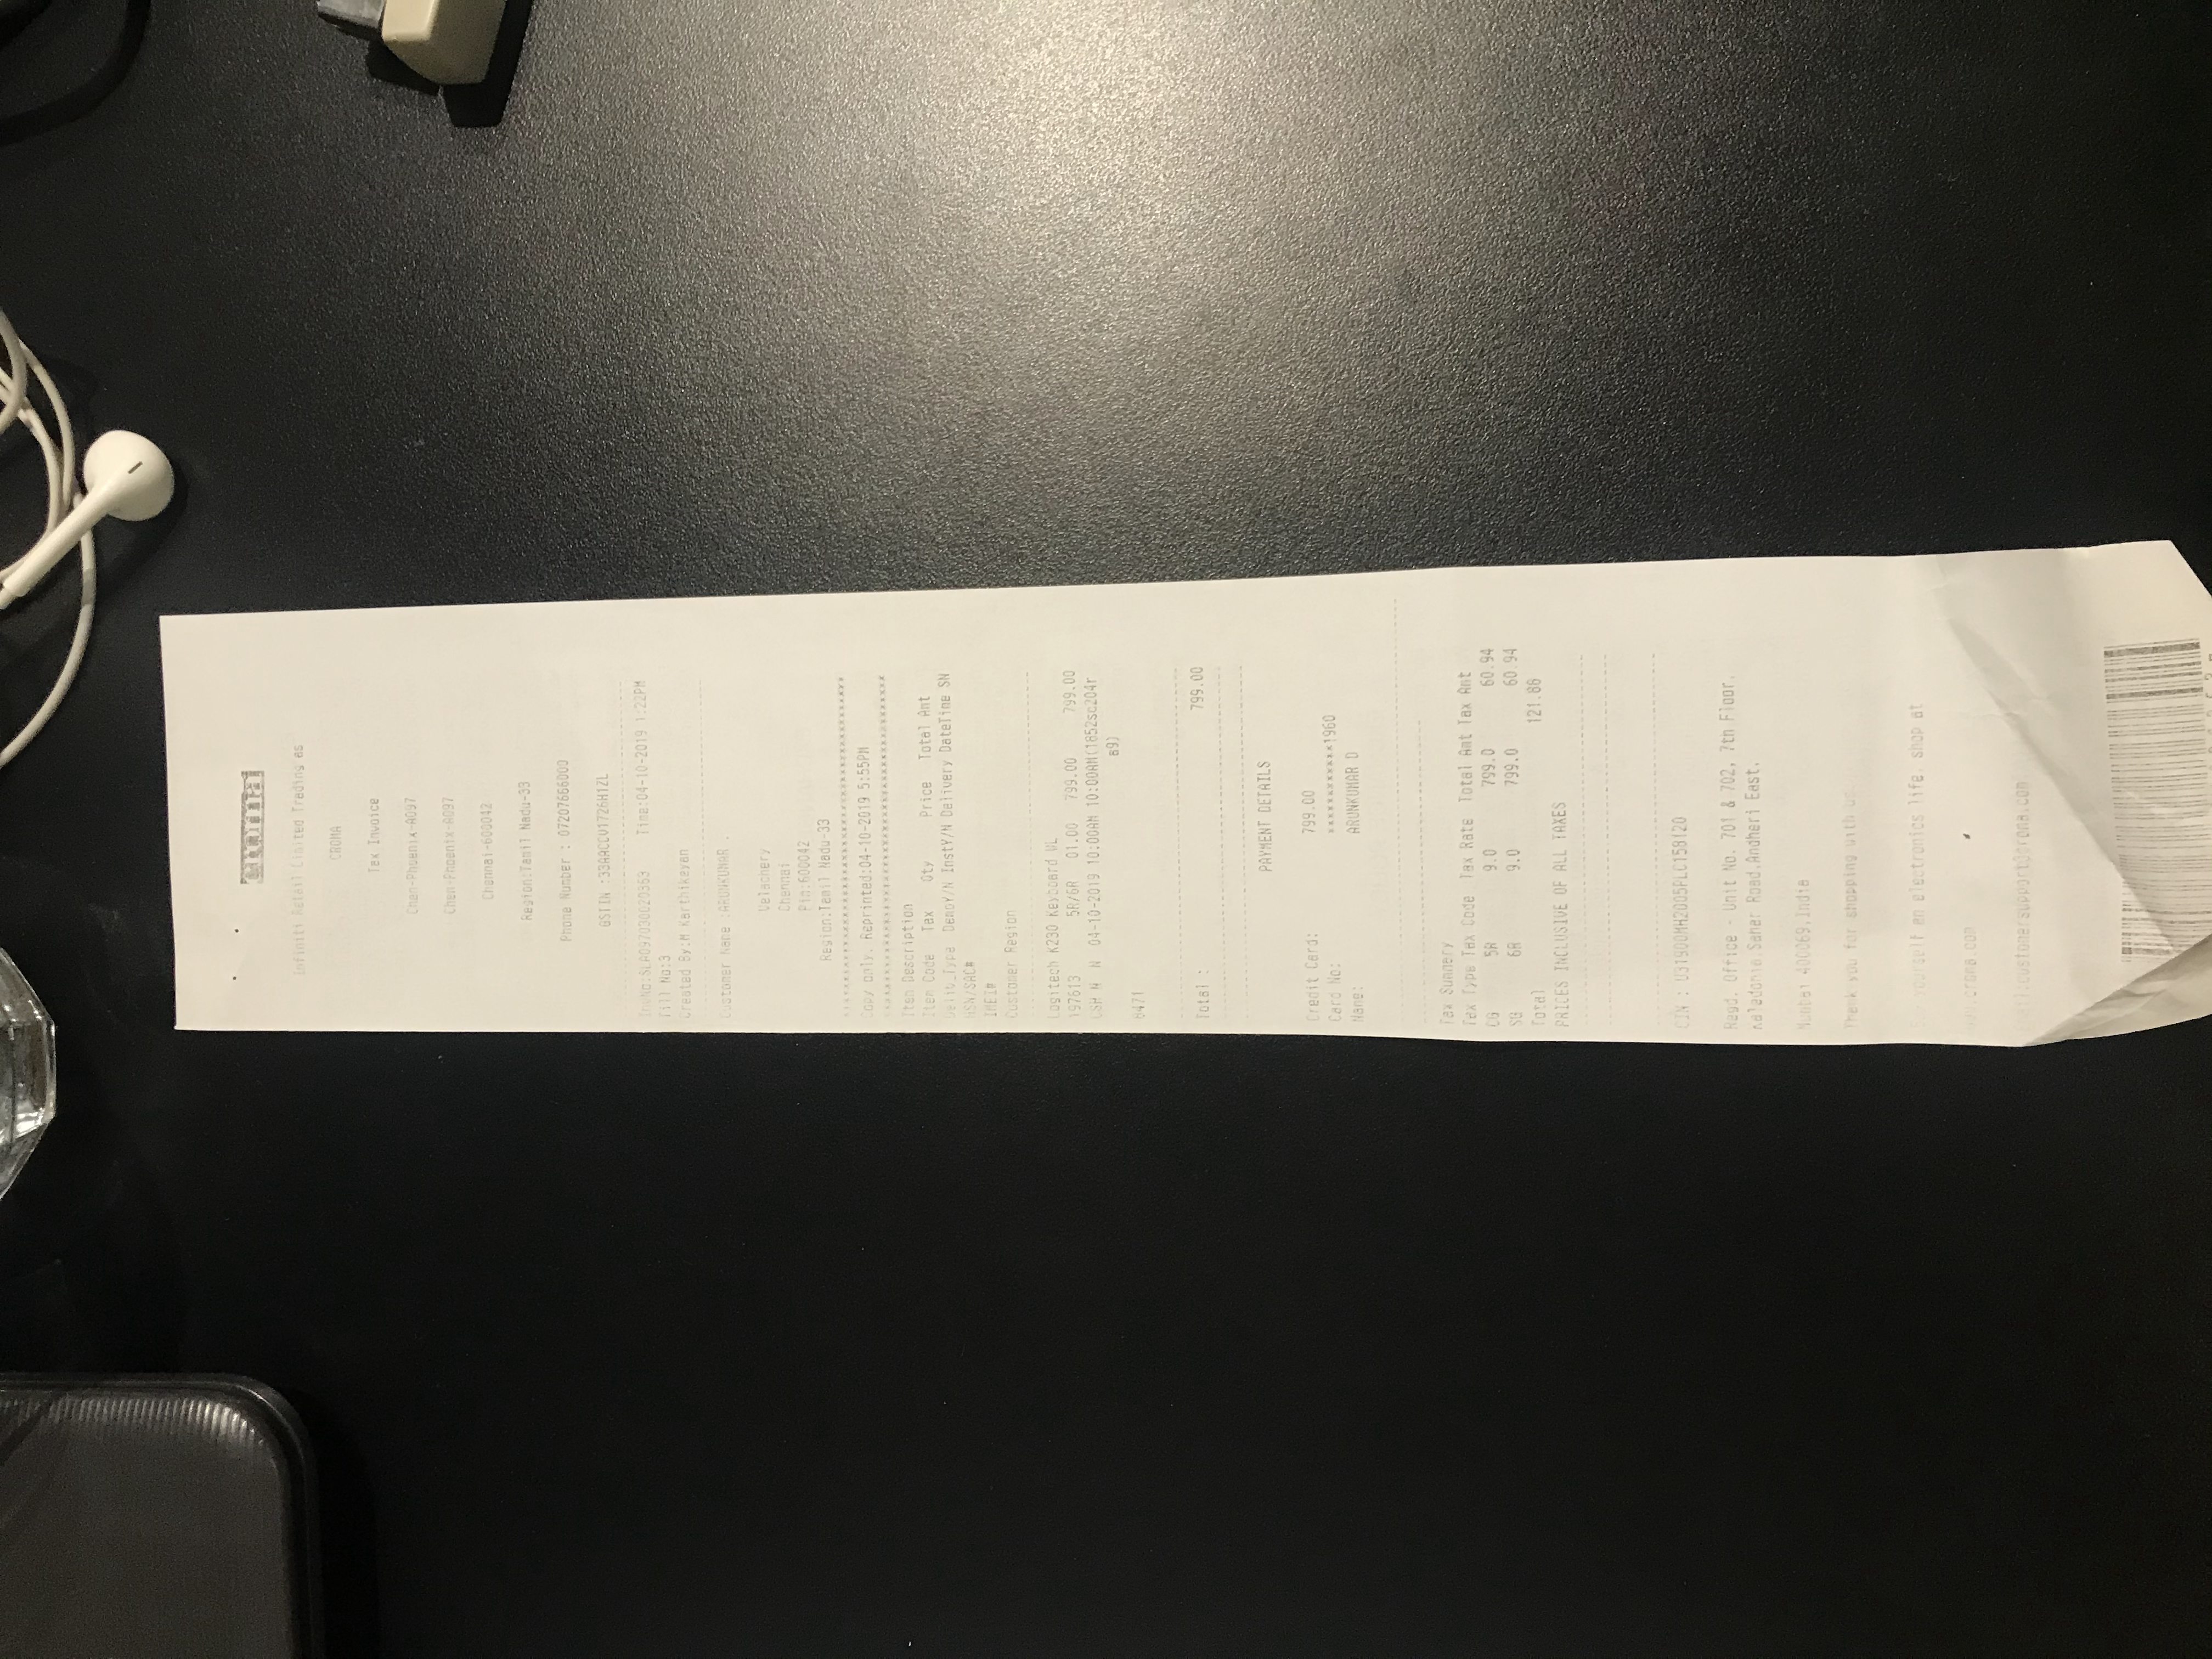 croma
Infiniti Retail Limited Trading as
CROMA
Tax Invoice
Chen-Phoenix-A097
Chen-Phoenix-A097
Chennai-600042
Region:Tamil Nadu-33
Phone Number : 07207666000
GSTIN :33AACCV1726H1ZL
InvNo:SLA097030020353 Time:04-10-2019 1:22PM
Till No:3
Created By:M Karthikeyan
Customer Name :ARUNKUMAR .
Velachery
Chennai
Pin:600042
Region:Tamil Nadu-33
Copy only. Reprinted:04-10-2019 5:55PM
Item Description
Item Code Tax Qty Price Total Amt
Deliv_Type DemoY/N InstY/N Delivery DateTime SN
HSN/SAC#
IMEI#
Customer Region
Logitech K230 Keyboard WL
197613 5R/6R 01.00 799.00 799.00
CSH N N 04-10-2019 10:00AM 10:00AM(1852sc204r
a9)
8471
Total : 799.00
PAYMENT DETAILS
Credit Card: 799.00
Card No: ************1960
Name: ARUNKUMAR D
Tax Summery
Tax Type Tax Code Tax Rate Total Amt Tax Amt
CG 5R 9.0 799.0 60.94
SG 6R 9.0 799.0 60.94
Total 121.88
PRICES INCLUSIVE OF ALL TAXES
CIN : U31900MH2005PLC158120
Regd. Office - Unit No. 701 & 702, 7th Floor,
Kaledonia,Sahar Road,Andheri East,
Mumbai 400069,India
Thank you for shopping with us
yourself an electronics life, shop at
www.croma.com
Email:customersupport@croma.com